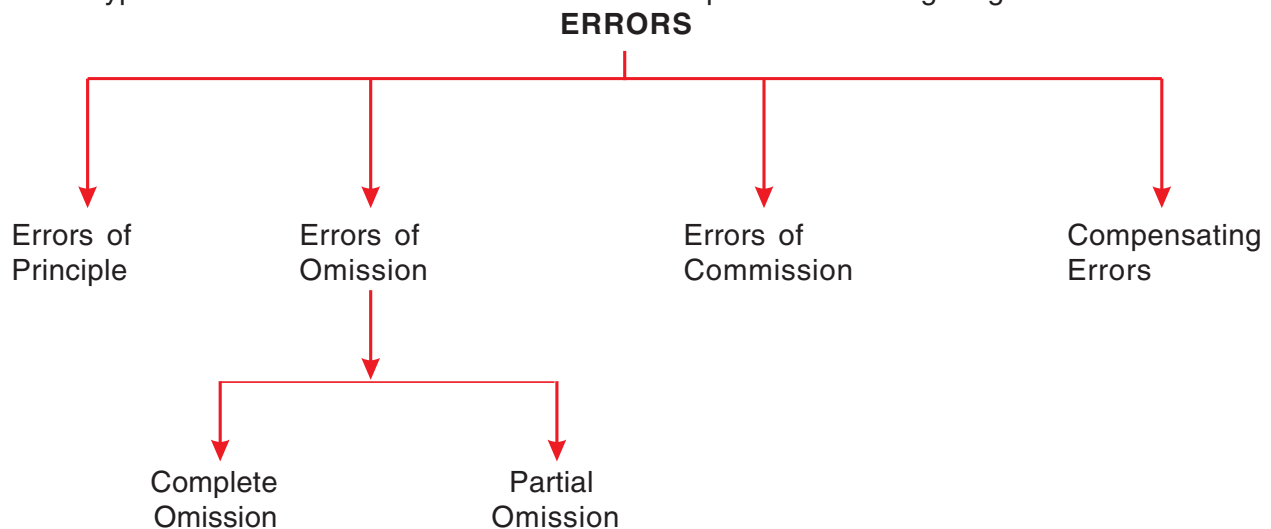 ERRORS
Errors of
Principle
Errors of
Omission
Errors of
Commission
Compensating
Errors
Complete
Omission
Partial
Omission